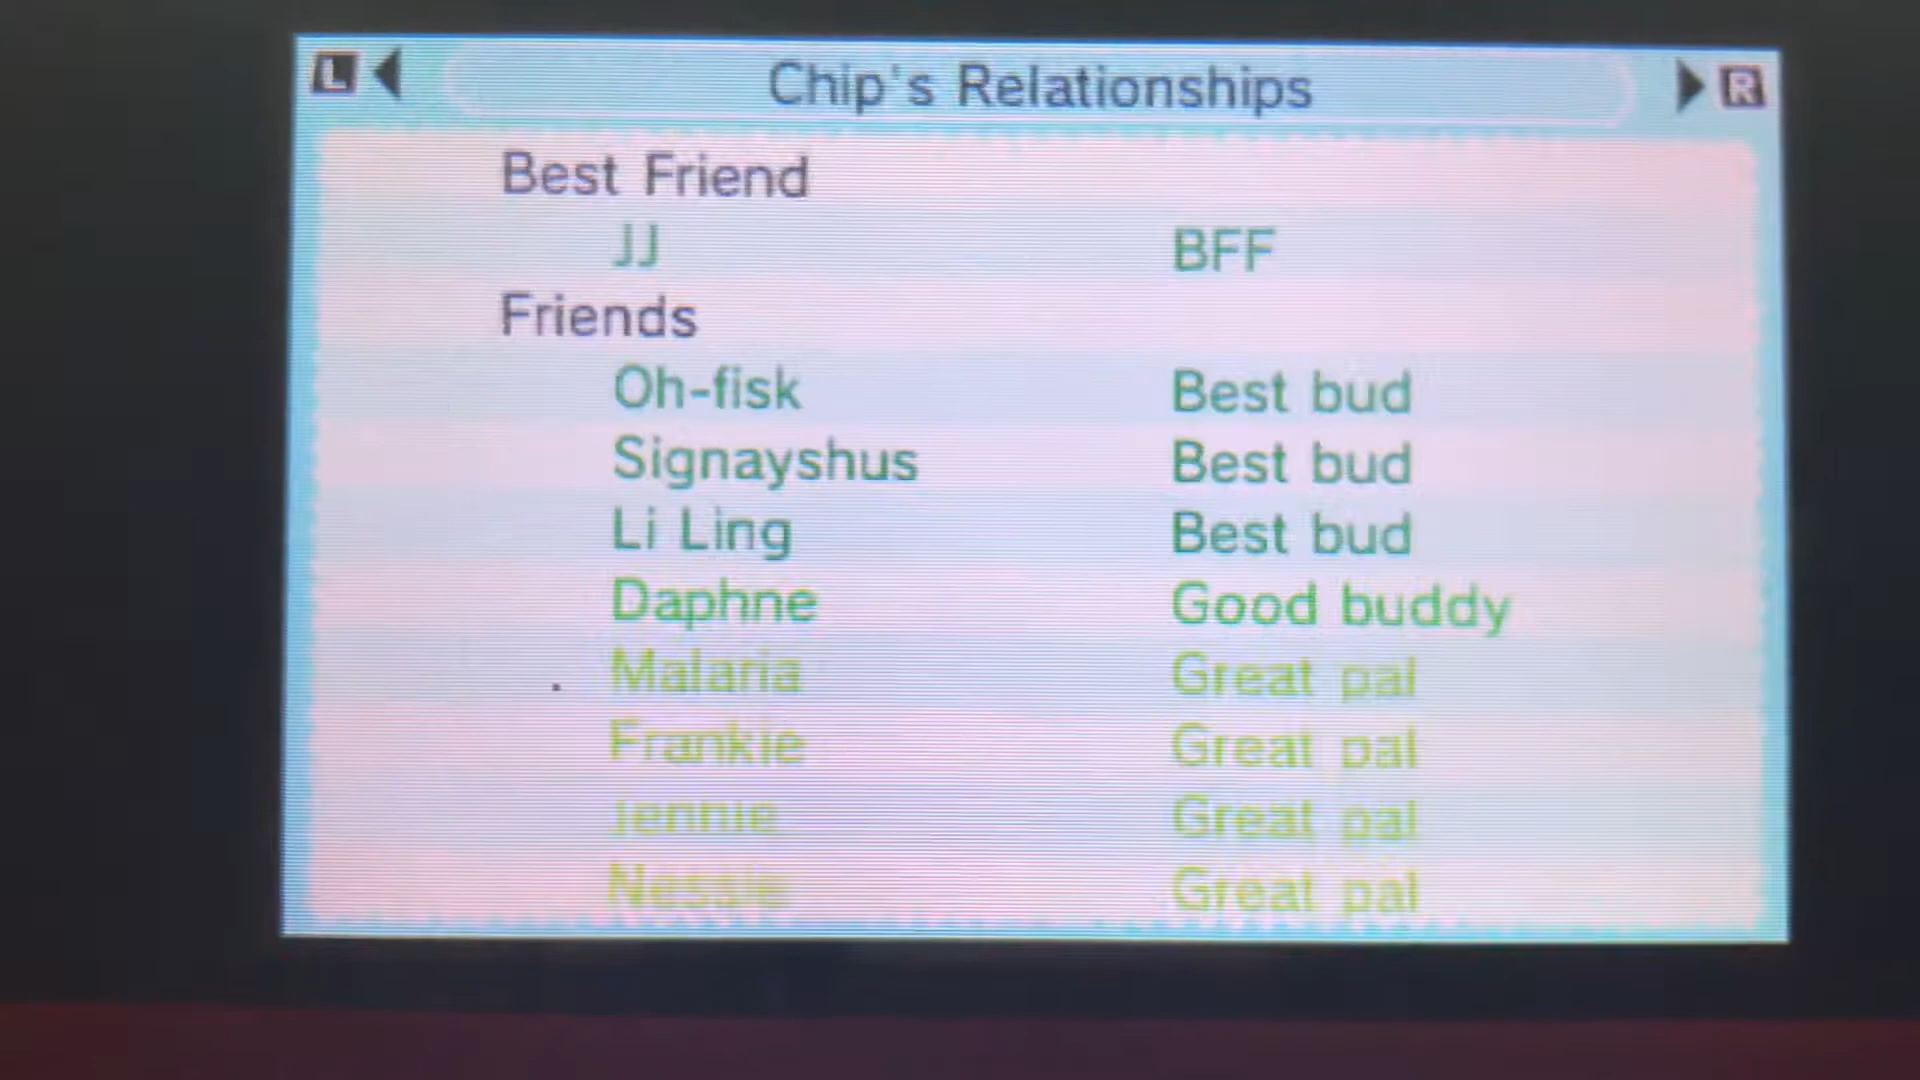 L Chip's Relationships R
Best Friend
JJ BFF
Friends
Oh-fisk Best bud
Signayshus Best bud
Li Ling Best bud
Daphne Good buddy
Malaria Great pal
Frankie Great pal
Jennie Great pal
Nessie Great pal